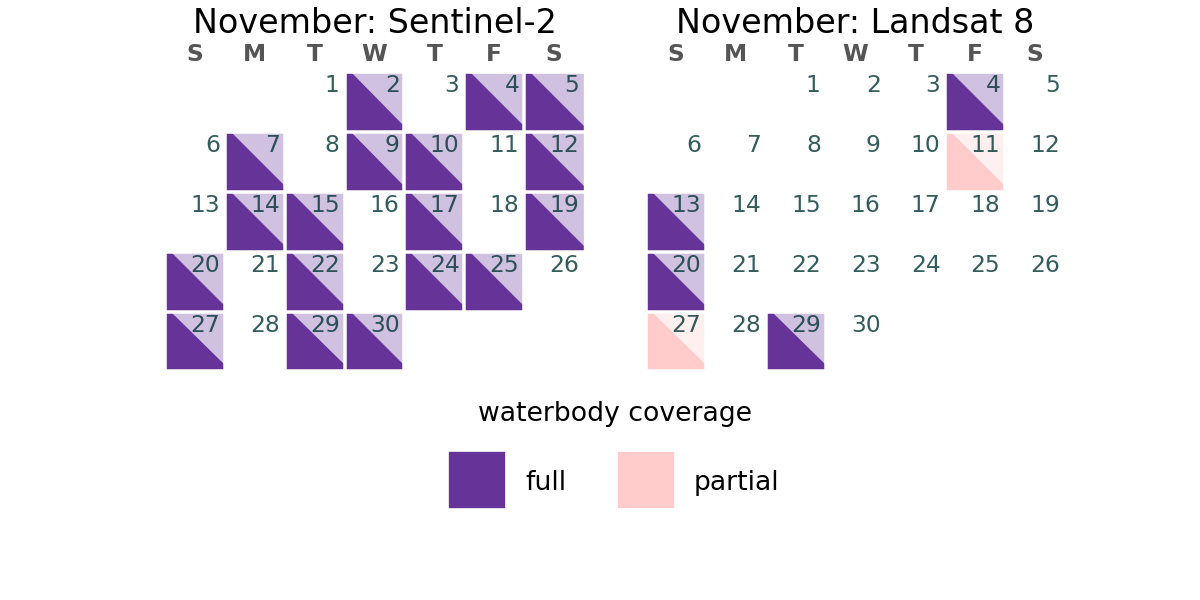 November: Sentinel-2
S M T W T F S
1 2 3 4 5
6 7 8 9 10 11 12
13 14 15 16 17 18 19
20 21 22 23 24 25 26
27 28 29 30
November: Landsat 8
S M T W T F S
1 2 3 4 5
6 7 8 9 10 11 12
13 14 15 16 17 18 19
20 21 22 23 24 25 26
27 28 29 30
waterbody coverage
full partial